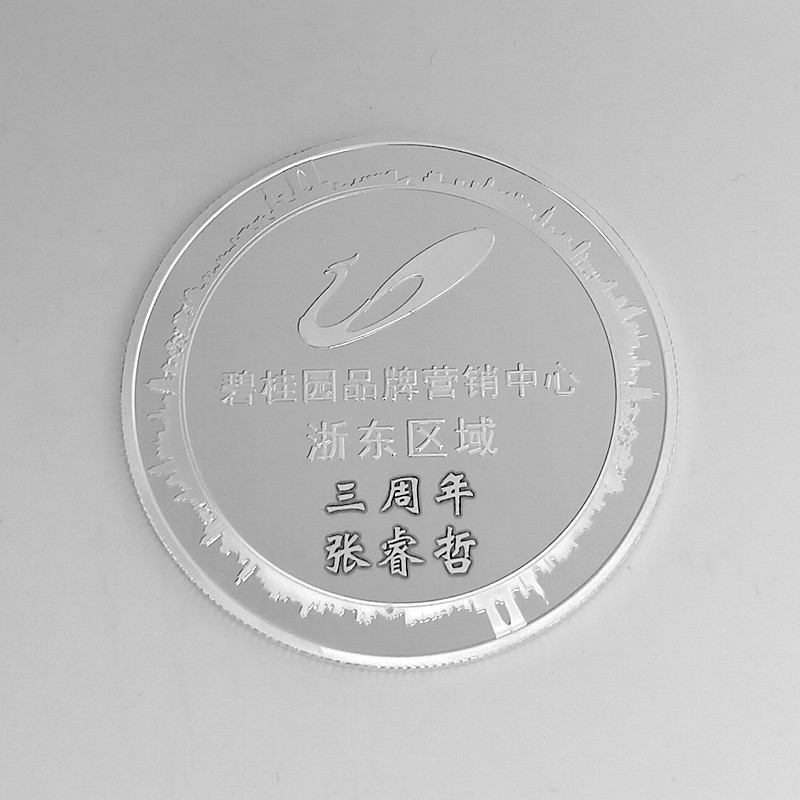 碧桂园品牌营销中心
浙东区域
三周年
张睿哲